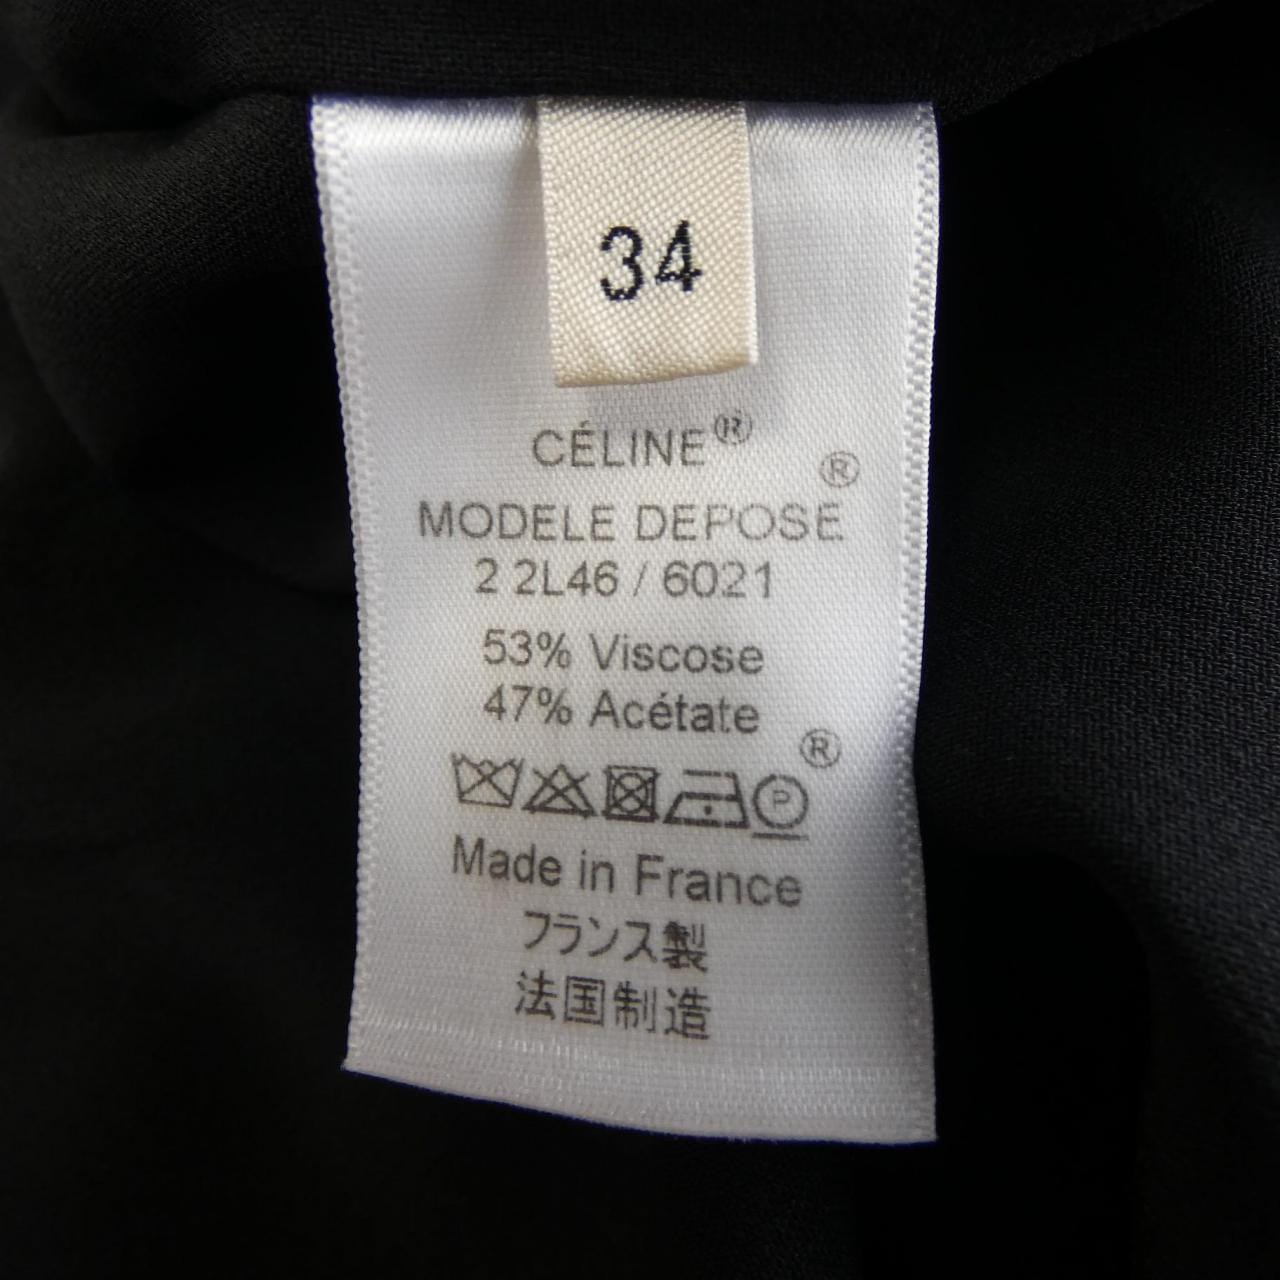 34
CÉLINE®
®
MODELE DEPOSE
2 2L46 / 6021
53% Viscose
47% Acétate
®
P
Made in France
フランス製
法国制造